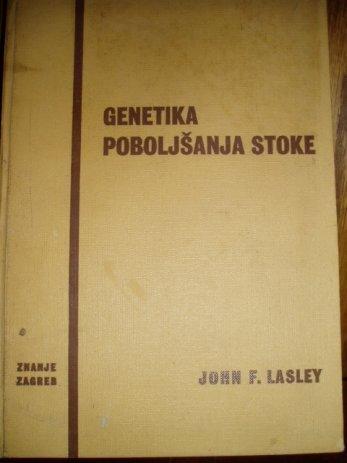 GENETIKA
POBOLJŠANJA STOKE
ZNANJE
ZAGREB
JOHN F. LASLEY